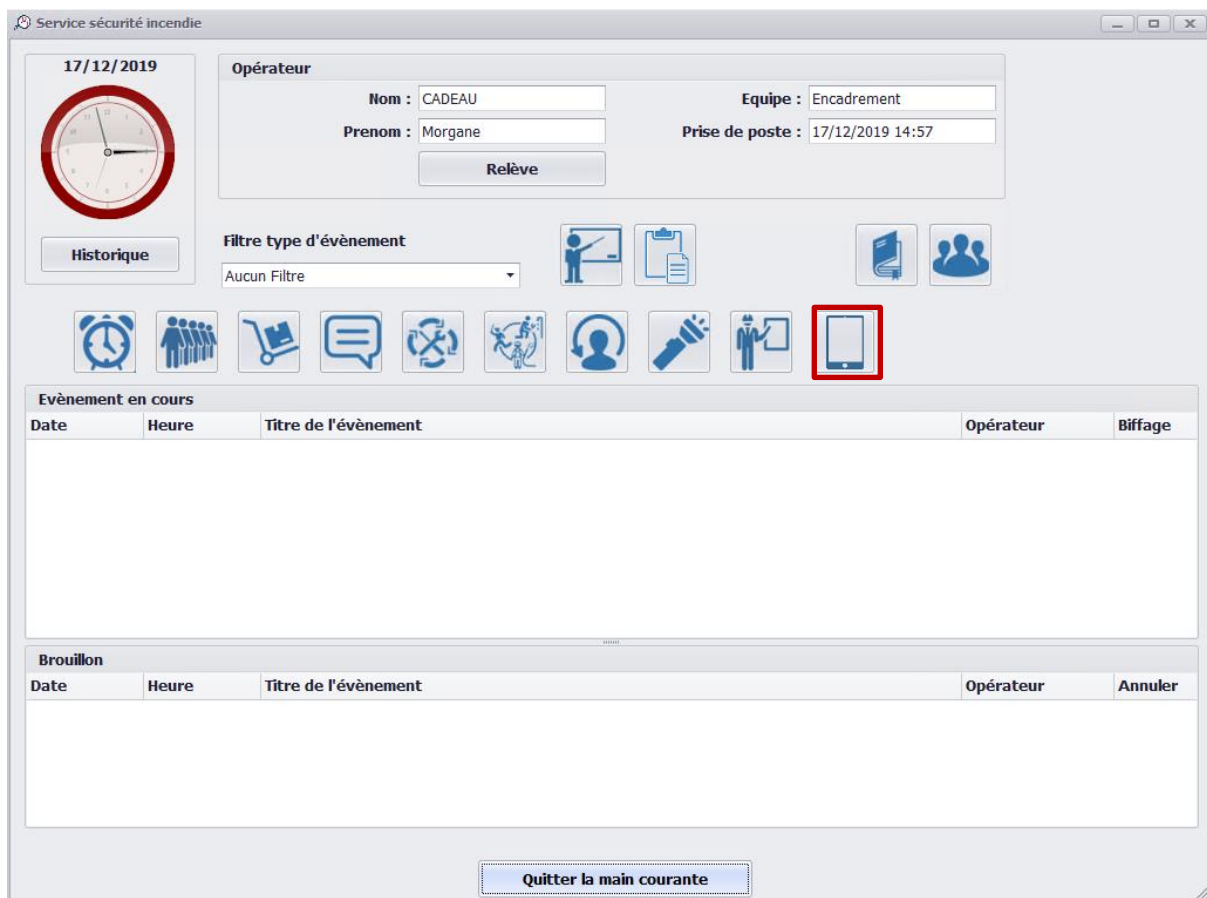 Service sécurité incendie
17/12/2019
Opérateur
Nom : CADEAU
Equipe : Encadrement
Prenom : Morgane
Prise de poste : 17/12/2019 14:57
Relève
Historique
Filtre type d'évènement
Aucun Filtre
Evènement en cours
Date Heure Titre de l'évènement Opérateur Biffage
Brouillon
Date Heure Titre de l'évènement Opérateur Annuler
Quitter la main courante